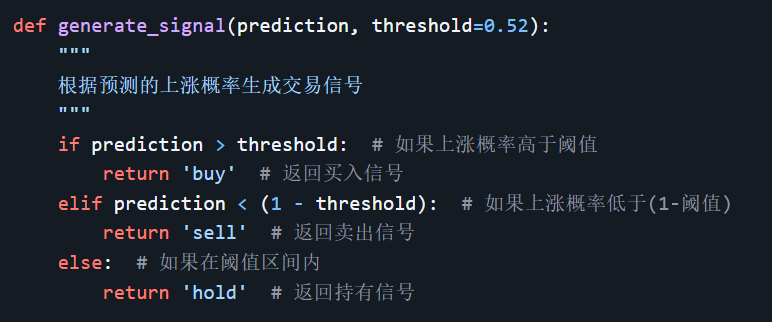 def generate_signal(prediction, threshold=0.52):
    """
    根据预测的上涨概率生成交易信号
    """
    if prediction > threshold:  # 如果上涨概率高于阈值
        return 'buy'  # 返回买入信号
    elif prediction < (1 - threshold):  # 如果上涨概率低于(1-阈值)
        return 'sell'  # 返回卖出信号
    else:  # 如果在阈值区间内
        return 'hold'  # 返回持有信号